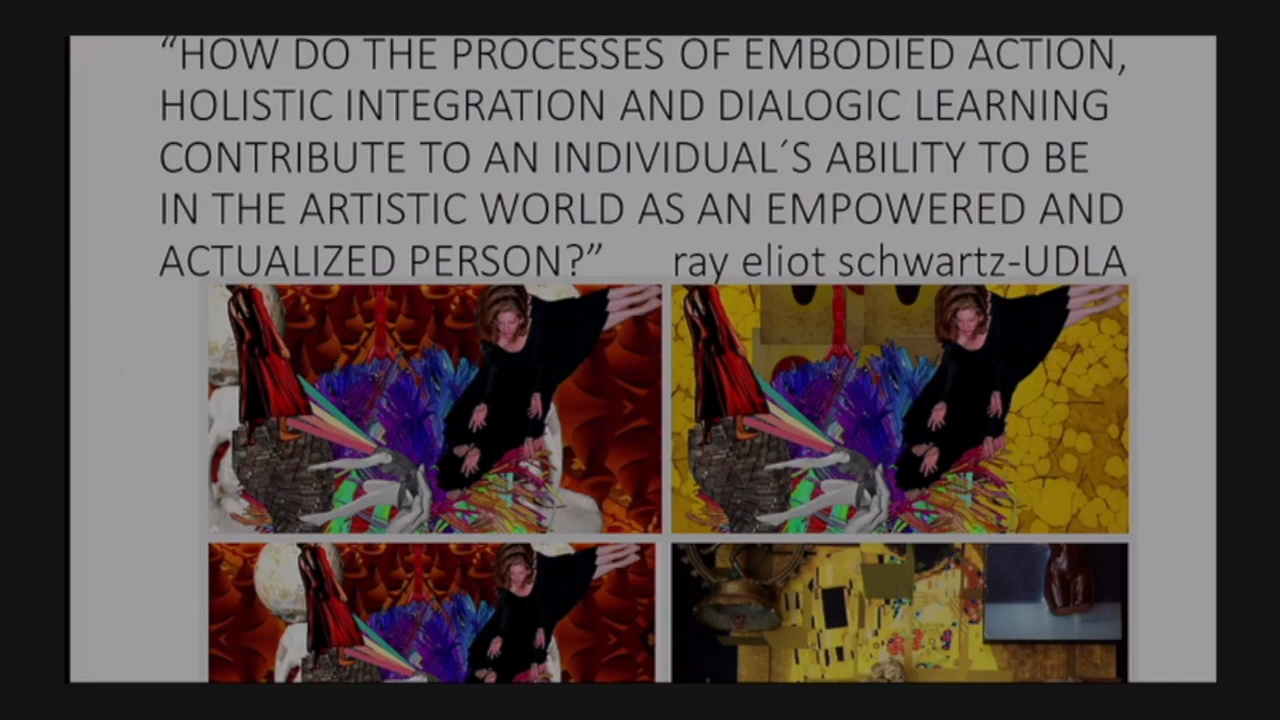 “HOW DO THE PROCESSES OF EMBODIED ACTION,
HOLISTIC INTEGRATION AND DIALOGIC LEARNING
CONTRIBUTE TO AN INDIVIDUAL´S ABILITY TO BE
IN THE ARTISTIC WORLD AS AN EMPOWERED AND
ACTUALIZED PERSON?” ray eliot schwartz-UDLA